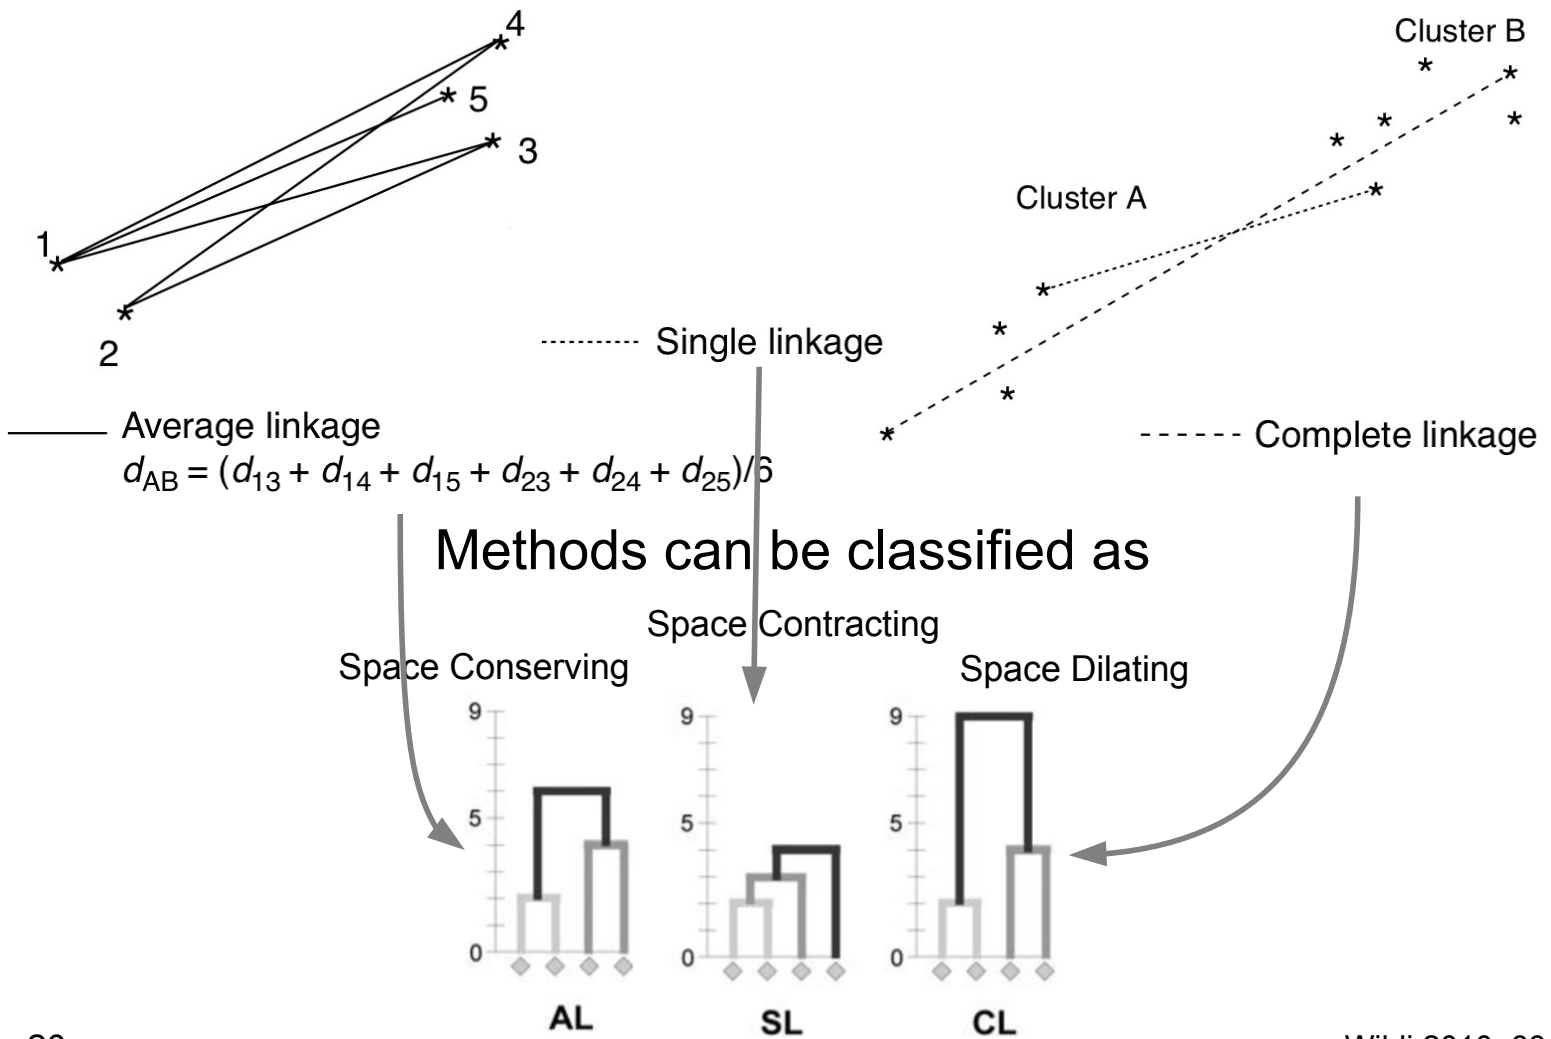 4
Cluster B
5
3
Cluster A
1
2
Single linkage
Average linkage
Complete linkage
dAB = (d13 + d14 + d15 + d23 + d24 + d25)/6
Methods can be classified as
Space Contracting
Space Conserving
Space Dilating
9
9
9
5
5
5
0
0
0
AL
SL
CL